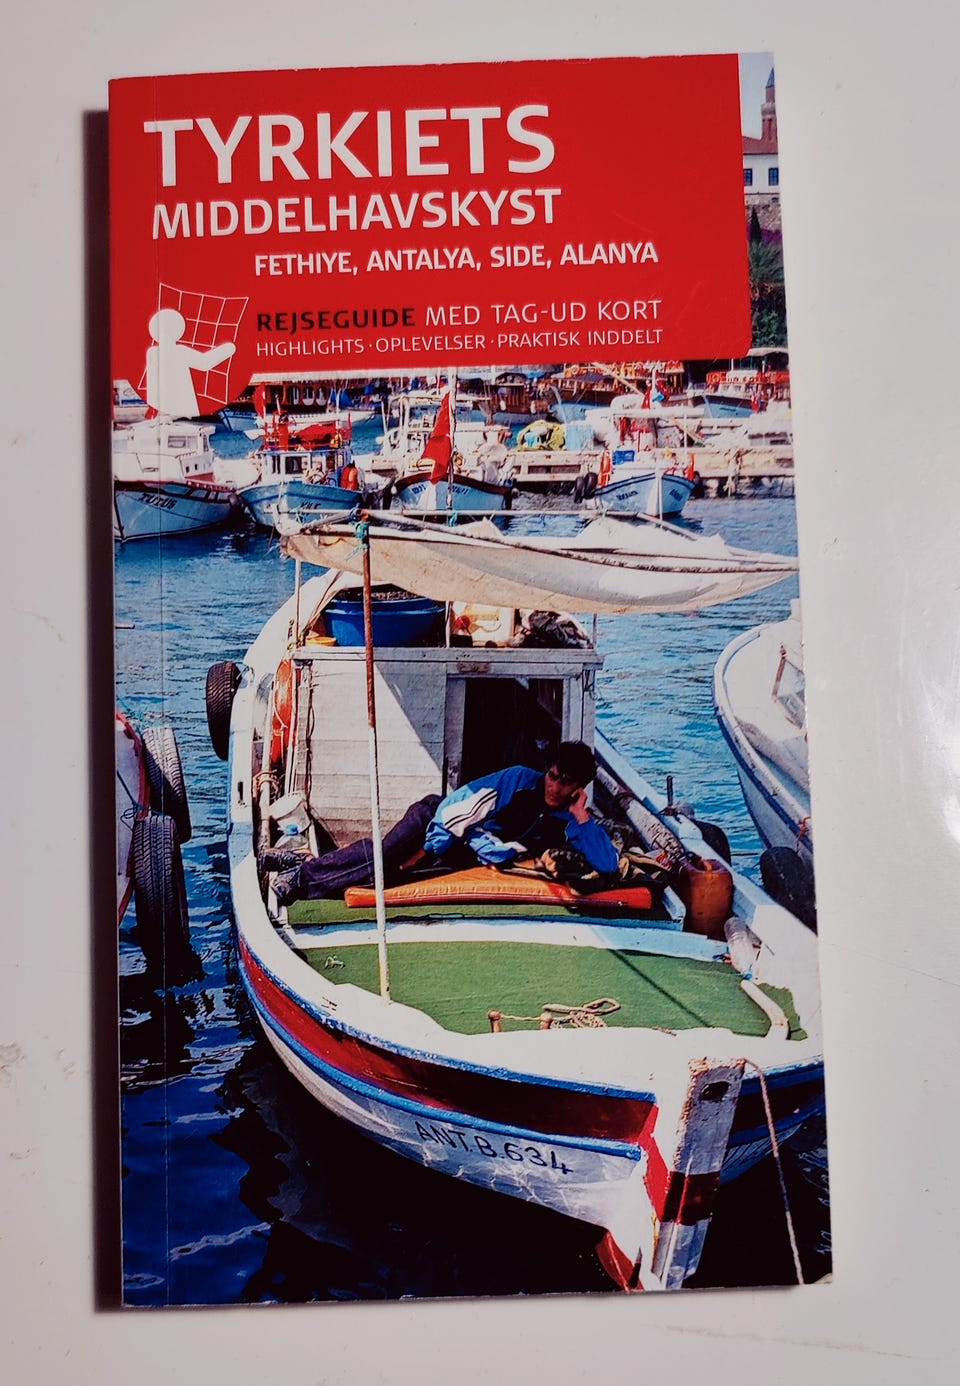 TYRKIETS
MIDDELHAVSKYST
FETHIYE, ANTALYA, SIDE, ALANYA
REJSEGUIDE MED TAG-UD KORT
HIGHLIGHTS · OPLEVELSER · PRAKTISK INDDELT
ANT.B.634